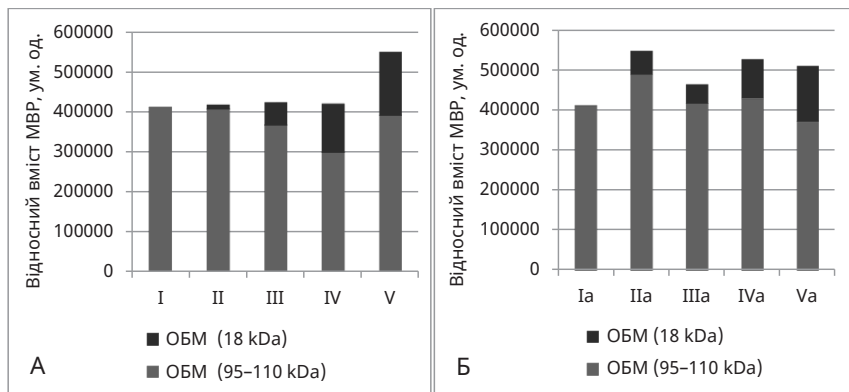 Відносний вміст МВР, ум. од.
600000
500000
400000
300000
200000
100000
0
I II III IV V
ОБМ (18 kDa)
ОБМ (95–110 kDa)
А
Відносний вміст МВР, ум. од.
600000
500000
400000
300000
200000
100000
0
Ia IIa IIIa IVa Va
ОБМ (18 kDa)
ОБМ (95–110 kDa)
Б